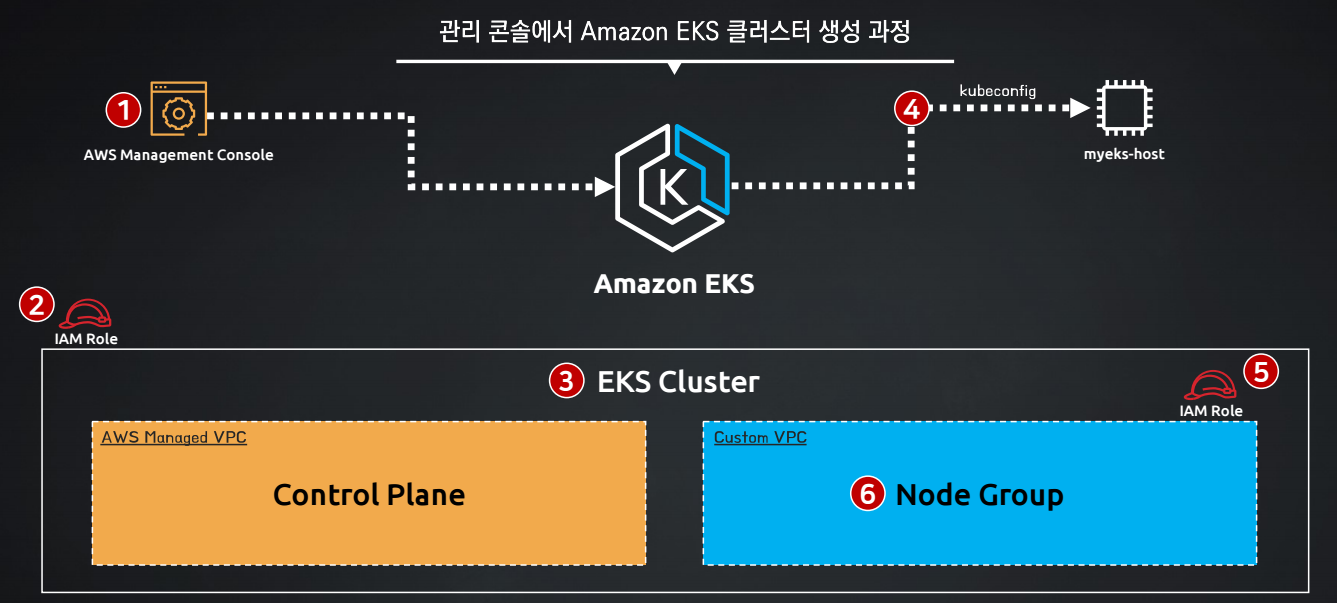 관리 콘솔에서 Amazon EKS 클러스터 생성 과정
1
AWS Management Console
4
kubeconfig
myeks-host
K
Amazon EKS
2
IAM Role
3 EKS Cluster
5
IAM Role
AWS Managed VPC
Control Plane
Custom VPC
6 Node Group